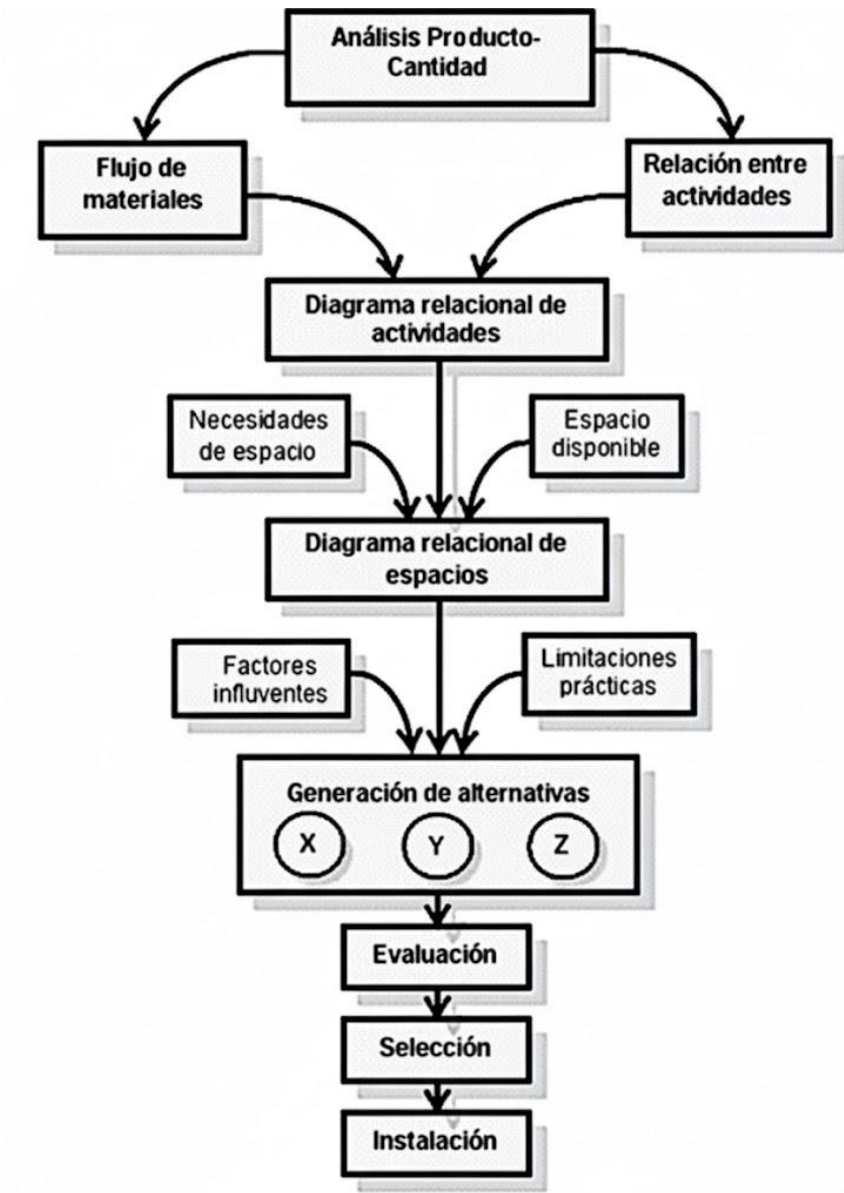 Análisis Producto-
Cantidad
Flujo de
materiales
Relación entre
actividades
Diagrama relacional de
actividades
Necesidades
de espacio
Espacio
disponible
Diagrama relacional de
espacios
Factores
influyentes
Limitaciones
prácticas
Generación de alternativas
X
Y
Z
Evaluación
Selección
Instalación